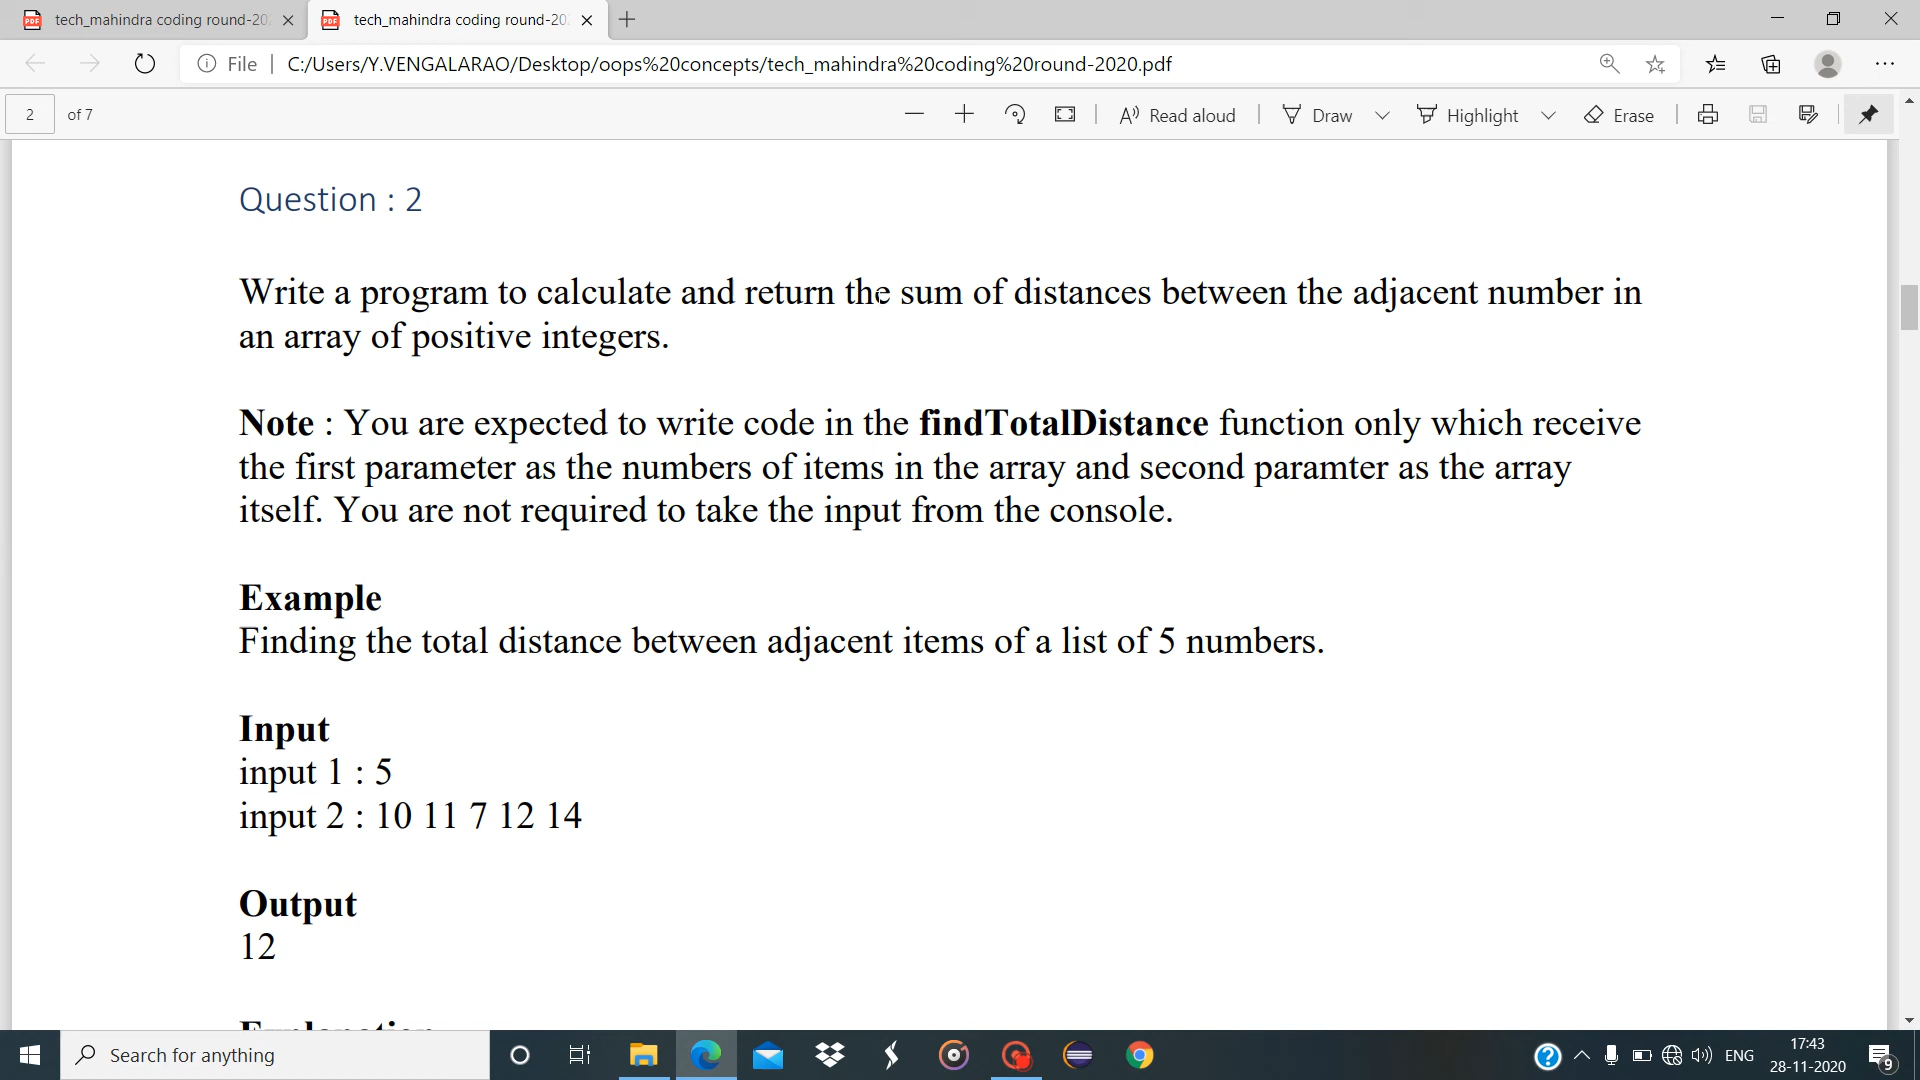 tech_mahindra coding round-20
tech_mahindra coding round-20
File
C:/Users/Y.VENGALARAO/Desktop/oops%20concepts/tech_mahindra%20coding%20round-2020.pdf
2 of 7
Read aloud
Draw
Highlight
Erase
Question : 2
Write a program to calculate and return the sum of distances between the adjacent number in
an array of positive integers.
Note : You are expected to write code in the findTotalDistance function only which receive
the first parameter as the numbers of items in the array and second paramter as the array
itself. You are not required to take the input from the console.
Example
Finding the total distance between adjacent items of a list of 5 numbers.
Input
input 1 : 5
input 2 : 10 11 7 12 14
Output
12
Search for anything
ENG
17:43
28-11-2020
9